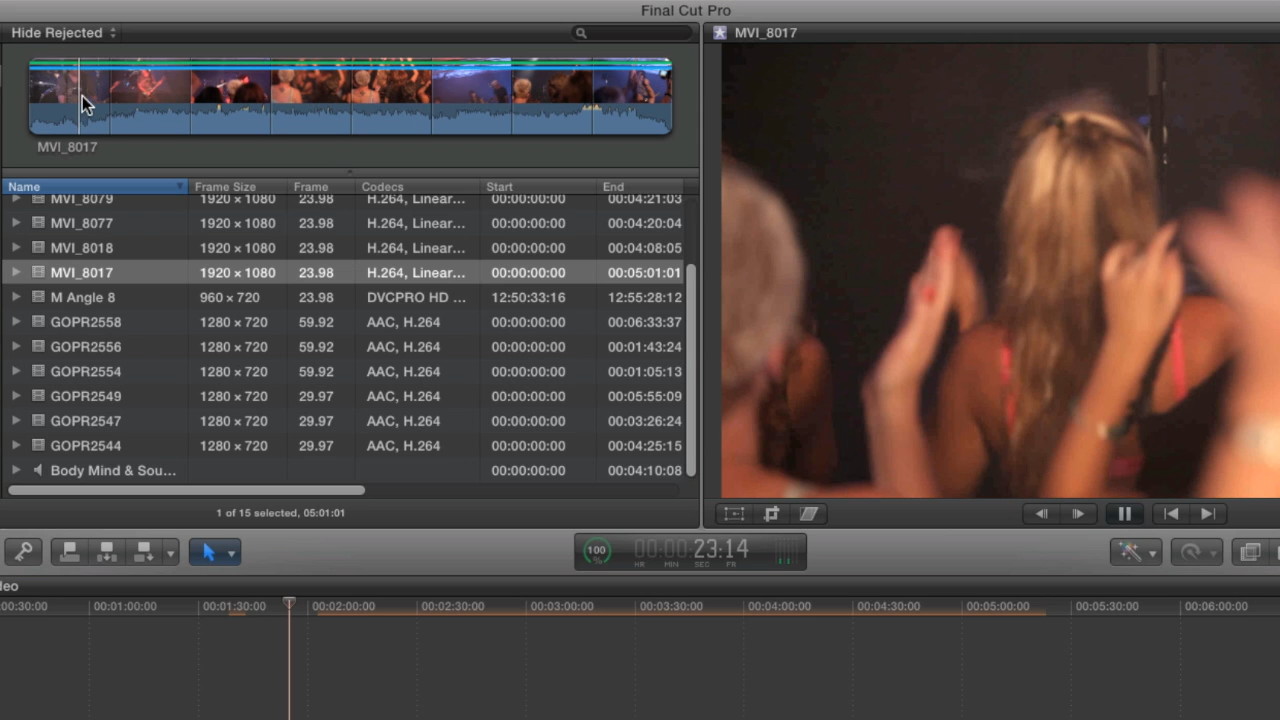 Final Cut Pro
Hide Rejected
MVI_8017
MVI_8017
Name Frame Size Frame Codecs Start End
MVI_8079 1920 × 1080 23.98 H.264, Linear... 00:00:00:00 00:04:21:03
MVI_8077 1920 × 1080 23.98 H.264, Linear... 00:00:00:00 00:04:20:04
MVI_8018 1920 × 1080 23.98 H.264, Linear... 00:00:00:00 00:04:08:05
MVI_8017 1920 × 1080 23.98 H.264, Linear... 00:00:00:00 00:05:01:01
M Angle 8 960 × 720 23.98 DVCPRO HD ... 12:50:33:16 12:55:28:12
GOPR2558 1280 × 720 59.92 AAC, H.264 00:00:00:00 00:06:33:37
GOPR2556 1280 × 720 59.92 AAC, H.264 00:00:00:00 00:01:43:24
GOPR2554 1280 × 720 59.92 AAC, H.264 00:00:00:00 00:01:05:13
GOPR2549 1280 × 720 29.97 AAC, H.264 00:00:00:00 00:05:55:09
GOPR2547 1280 × 720 29.97 AAC, H.264 00:00:00:00 00:03:26:24
GOPR2544 1280 × 720 29.97 AAC, H.264 00:00:00:00 00:04:25:15
Body Mind & Sou... 00:00:00:00 00:04:10:08
1 of 15 selected, 05:01:01
100 % 00:00:23:14
HR MIN SEC FR
deo
:00:30:00 00:01:00:00 00:01:30:00 00:02:00:00 00:02:30:00 00:03:00:00 00:03:30:00 00:04:00:00 00:04:30:00 00:05:00:00 00:05:30:00 00:06:00:00